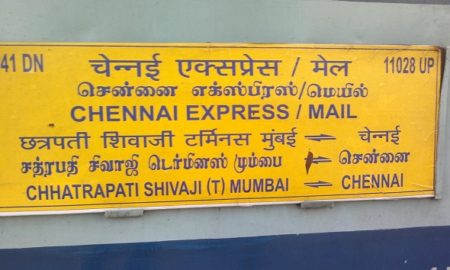 41 DN चेन्नई एक्सप्रेस / मेल 11028 UP
சென்னை எக்ஸ்பிரஸ்/மெயில்
CHENNAI EXPRESS / MAIL
छत्रपती शिवाजी टर्मिनस मुंबई ⇌ चेन्नई
சத்ரபதி சிவாஜி டெர்மினஸ் மும்பை ⇌ சென்னை
CHHATRAPATI SHIVAJI (T) MUMBAI ⇌ CHENNAI